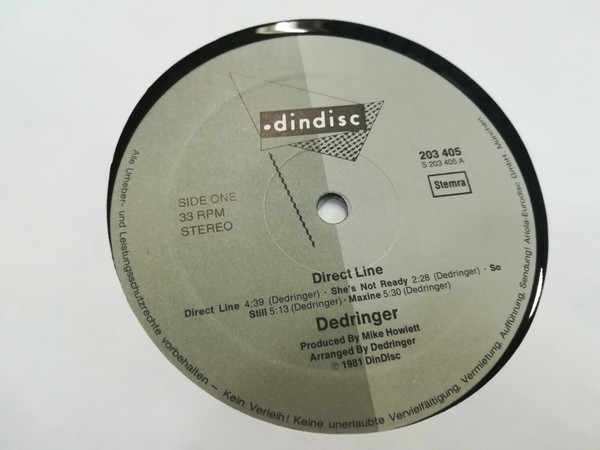 dindisc
203 405
S 203 405 A
Stemra
SIDE ONE
33 RPM
STEREO
Direct Line
Direct Line 4:39 (Dedringer) · She's Not Ready 2:28 (Dedringer) · So
Still 5:13 (Dedringer) · Maxine 5:30 (Dedringer)
Dedringer
Produced By Mike Howlett
Arranged By Dedringer
℗ 1981 DinDisc
Alle Urheber- und Leistungsschutzrechte vorbehalten – Kein Verleih! Keine unerlaubte Vervielfältigung, Vermietung, Aufführung, Sendung! Ariola-Eurodisc GmbH, München